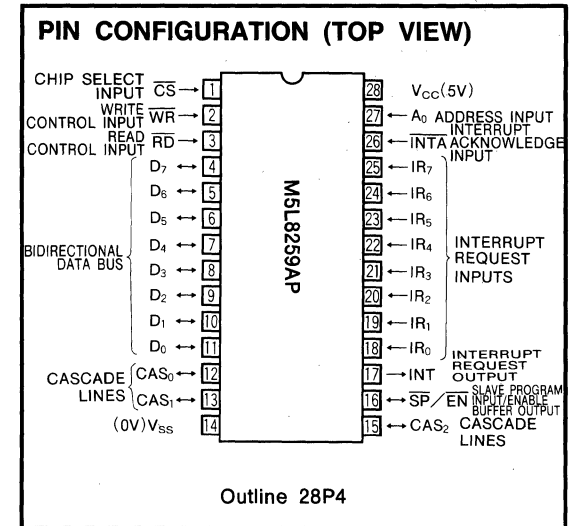 PIN CONFIGURATION (TOP VIEW)
CHIP SELECT
INPUT CS
1
28
VCC(5V)
WRITE
CONTROL INPUT WR
2
27
A0 ADDRESS INPUT
READ
CONTROL INPUT RD
3
26
INTA
INTERRUPT
ACKNOWLEDGE
INPUT
D7
4
25
IR7
D6
5
24
IR6
D5
6
23
IR5
D4
7
22
IR4
D3
8
21
IR3
D2
9
20
IR2
D1
10
19
IR1
D0
11
18
IR0
BIDIRECTIONAL
DATA BUS
M5L8259AP
INTERRUPT
REQUEST
INPUTS
CASCADE
LINES
CAS0
12
17
INT
INTERRUPT
REQUEST
OUTPUT
CAS1
13
16
SP/EN
SLAVE PROGRAM
INPUT/ENABLE
BUFFER OUTPUT
(0V)VSS
14
15
CAS2 CASCADE
LINES
Outline 28P4